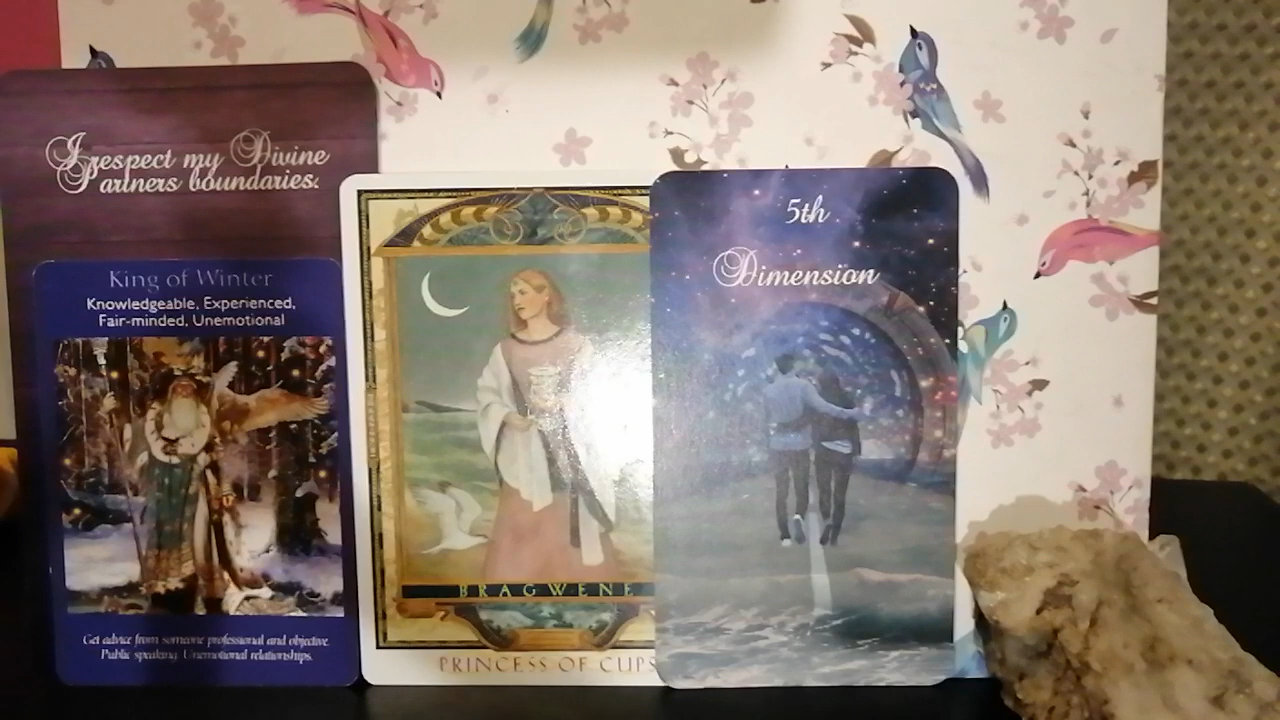 I respect my Divine
Partners boundaries.
King of Winter
Knowledgeable, Experienced,
Fair-minded, Unemotional
Get advice from someone professional and objective.
Public speaking. Unemotional relationships.
BRAGWENE
PRINCESS OF CUPS
5th
Dimension